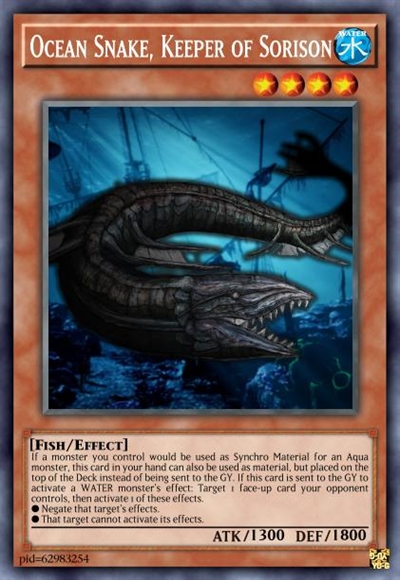 OCEAN SNAKE, KEEPER OF SORISON
WATER
水
[FISH/EFFECT]
If a monster you control would be used as Synchro Material for an Aqua
monster, this card in your hand can also be used as material, but placed on the
top of the Deck instead of being sent to the GY. If this card is sent to the GY to
activate a WATER monster's effect: Target 1 face-up card your opponent
controls, then activate 1 of these effects.
● Negate that target's effects.
● That target cannot activate its effects.
ATK/1300 DEF/1800
pid=62983254